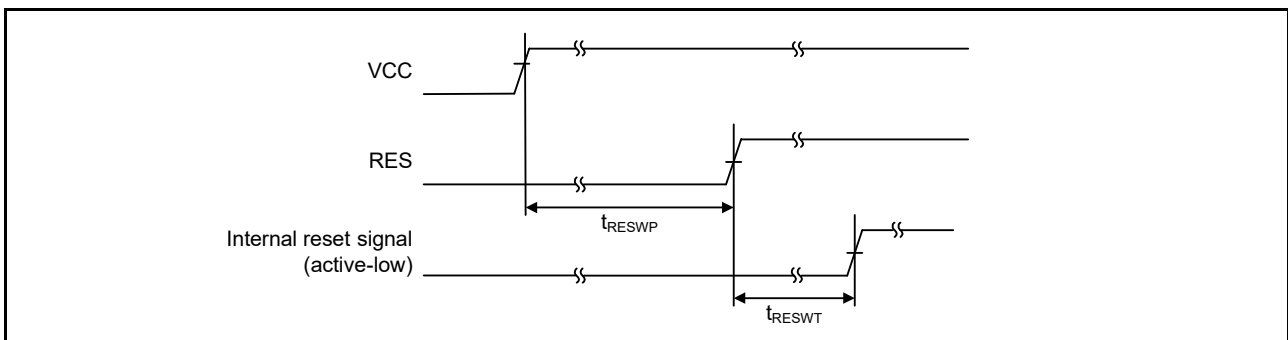 VCC
RES
tRESWP
Internal reset signal
(active-low)
tRESWT